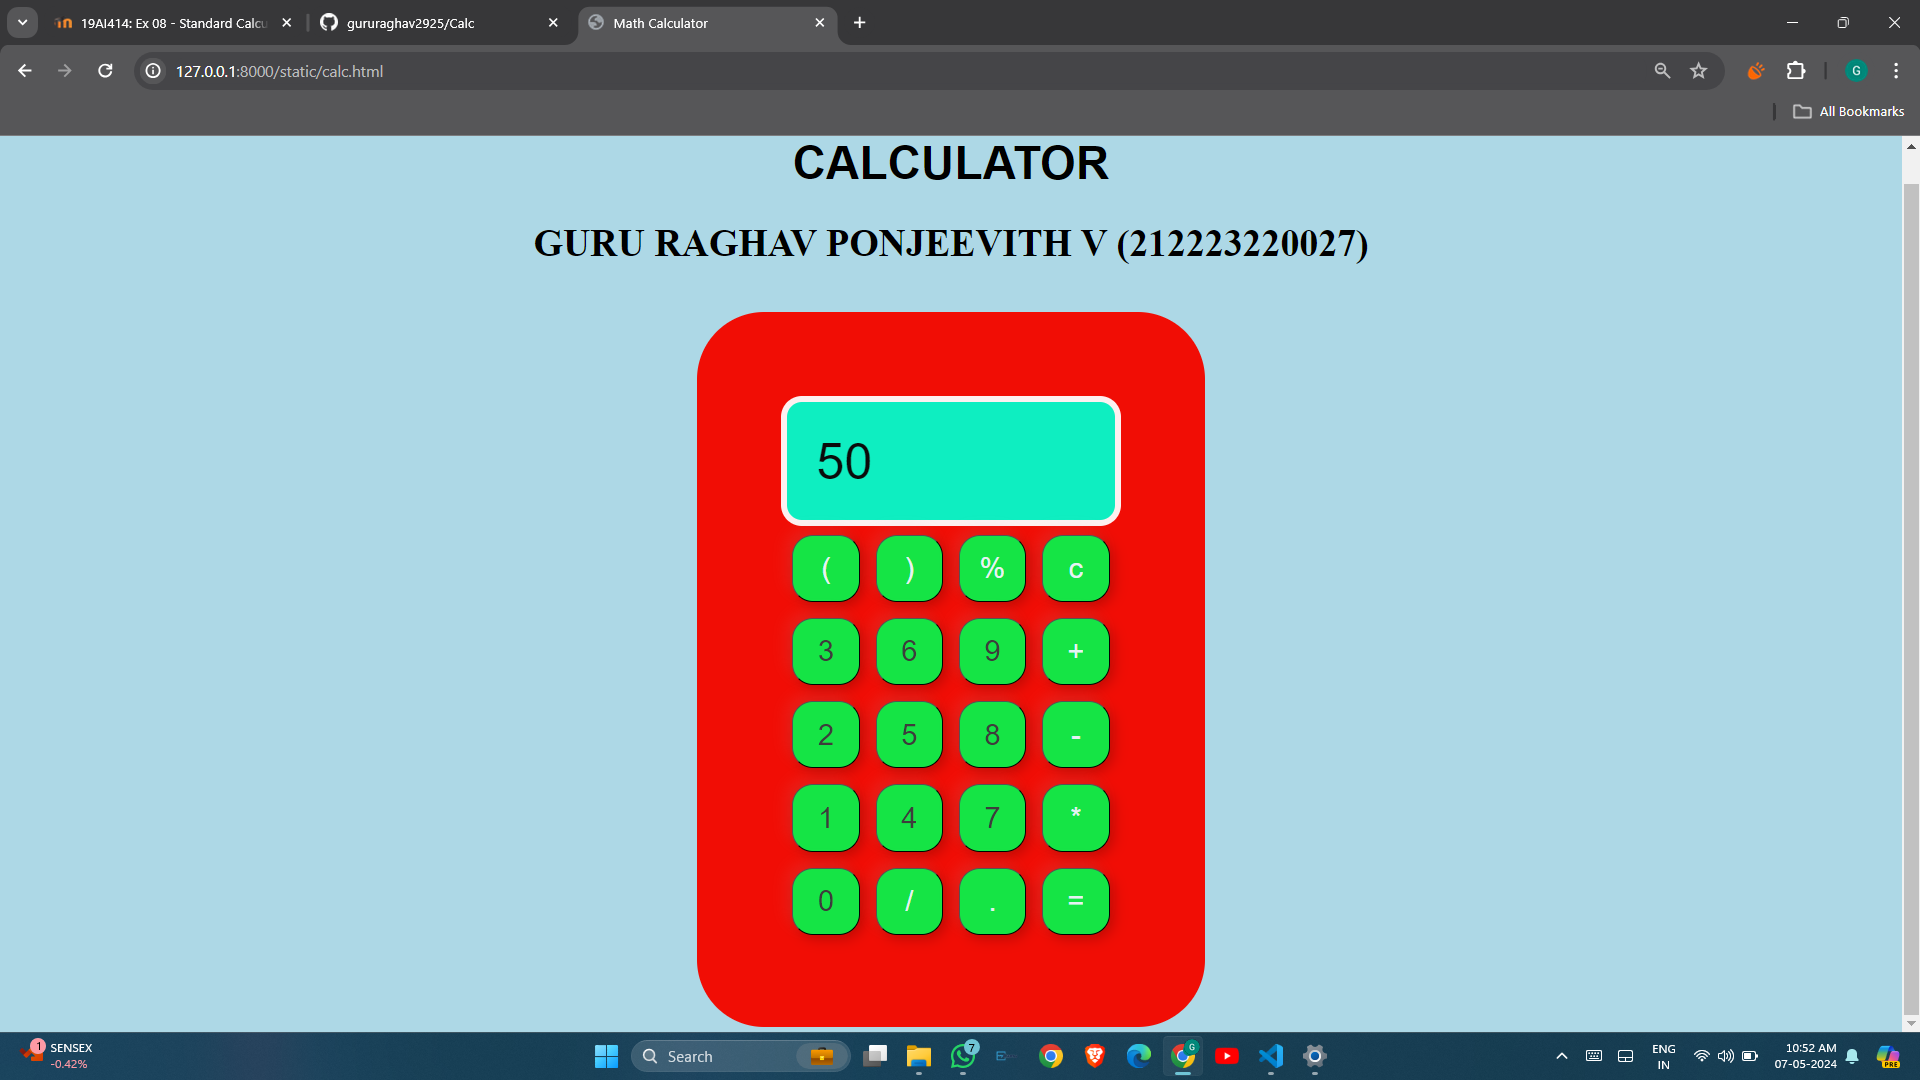 19AI414: Ex 08 - Standard Calcu
gururaghav2925/Calc
Math Calculator
127.0.0.1:8000/static/calc.html
G
All Bookmarks
CALCULATOR
GURU RAGHAV PONJEEVITH V (212223220027)
50
( ) % c
3 6 9 +
2 5 8 -
1 4 7 *
0 / . =
1
SENSEX
-0.42%
Search
7
G
ENG
IN
10:52 AM
07-05-2024
PRE